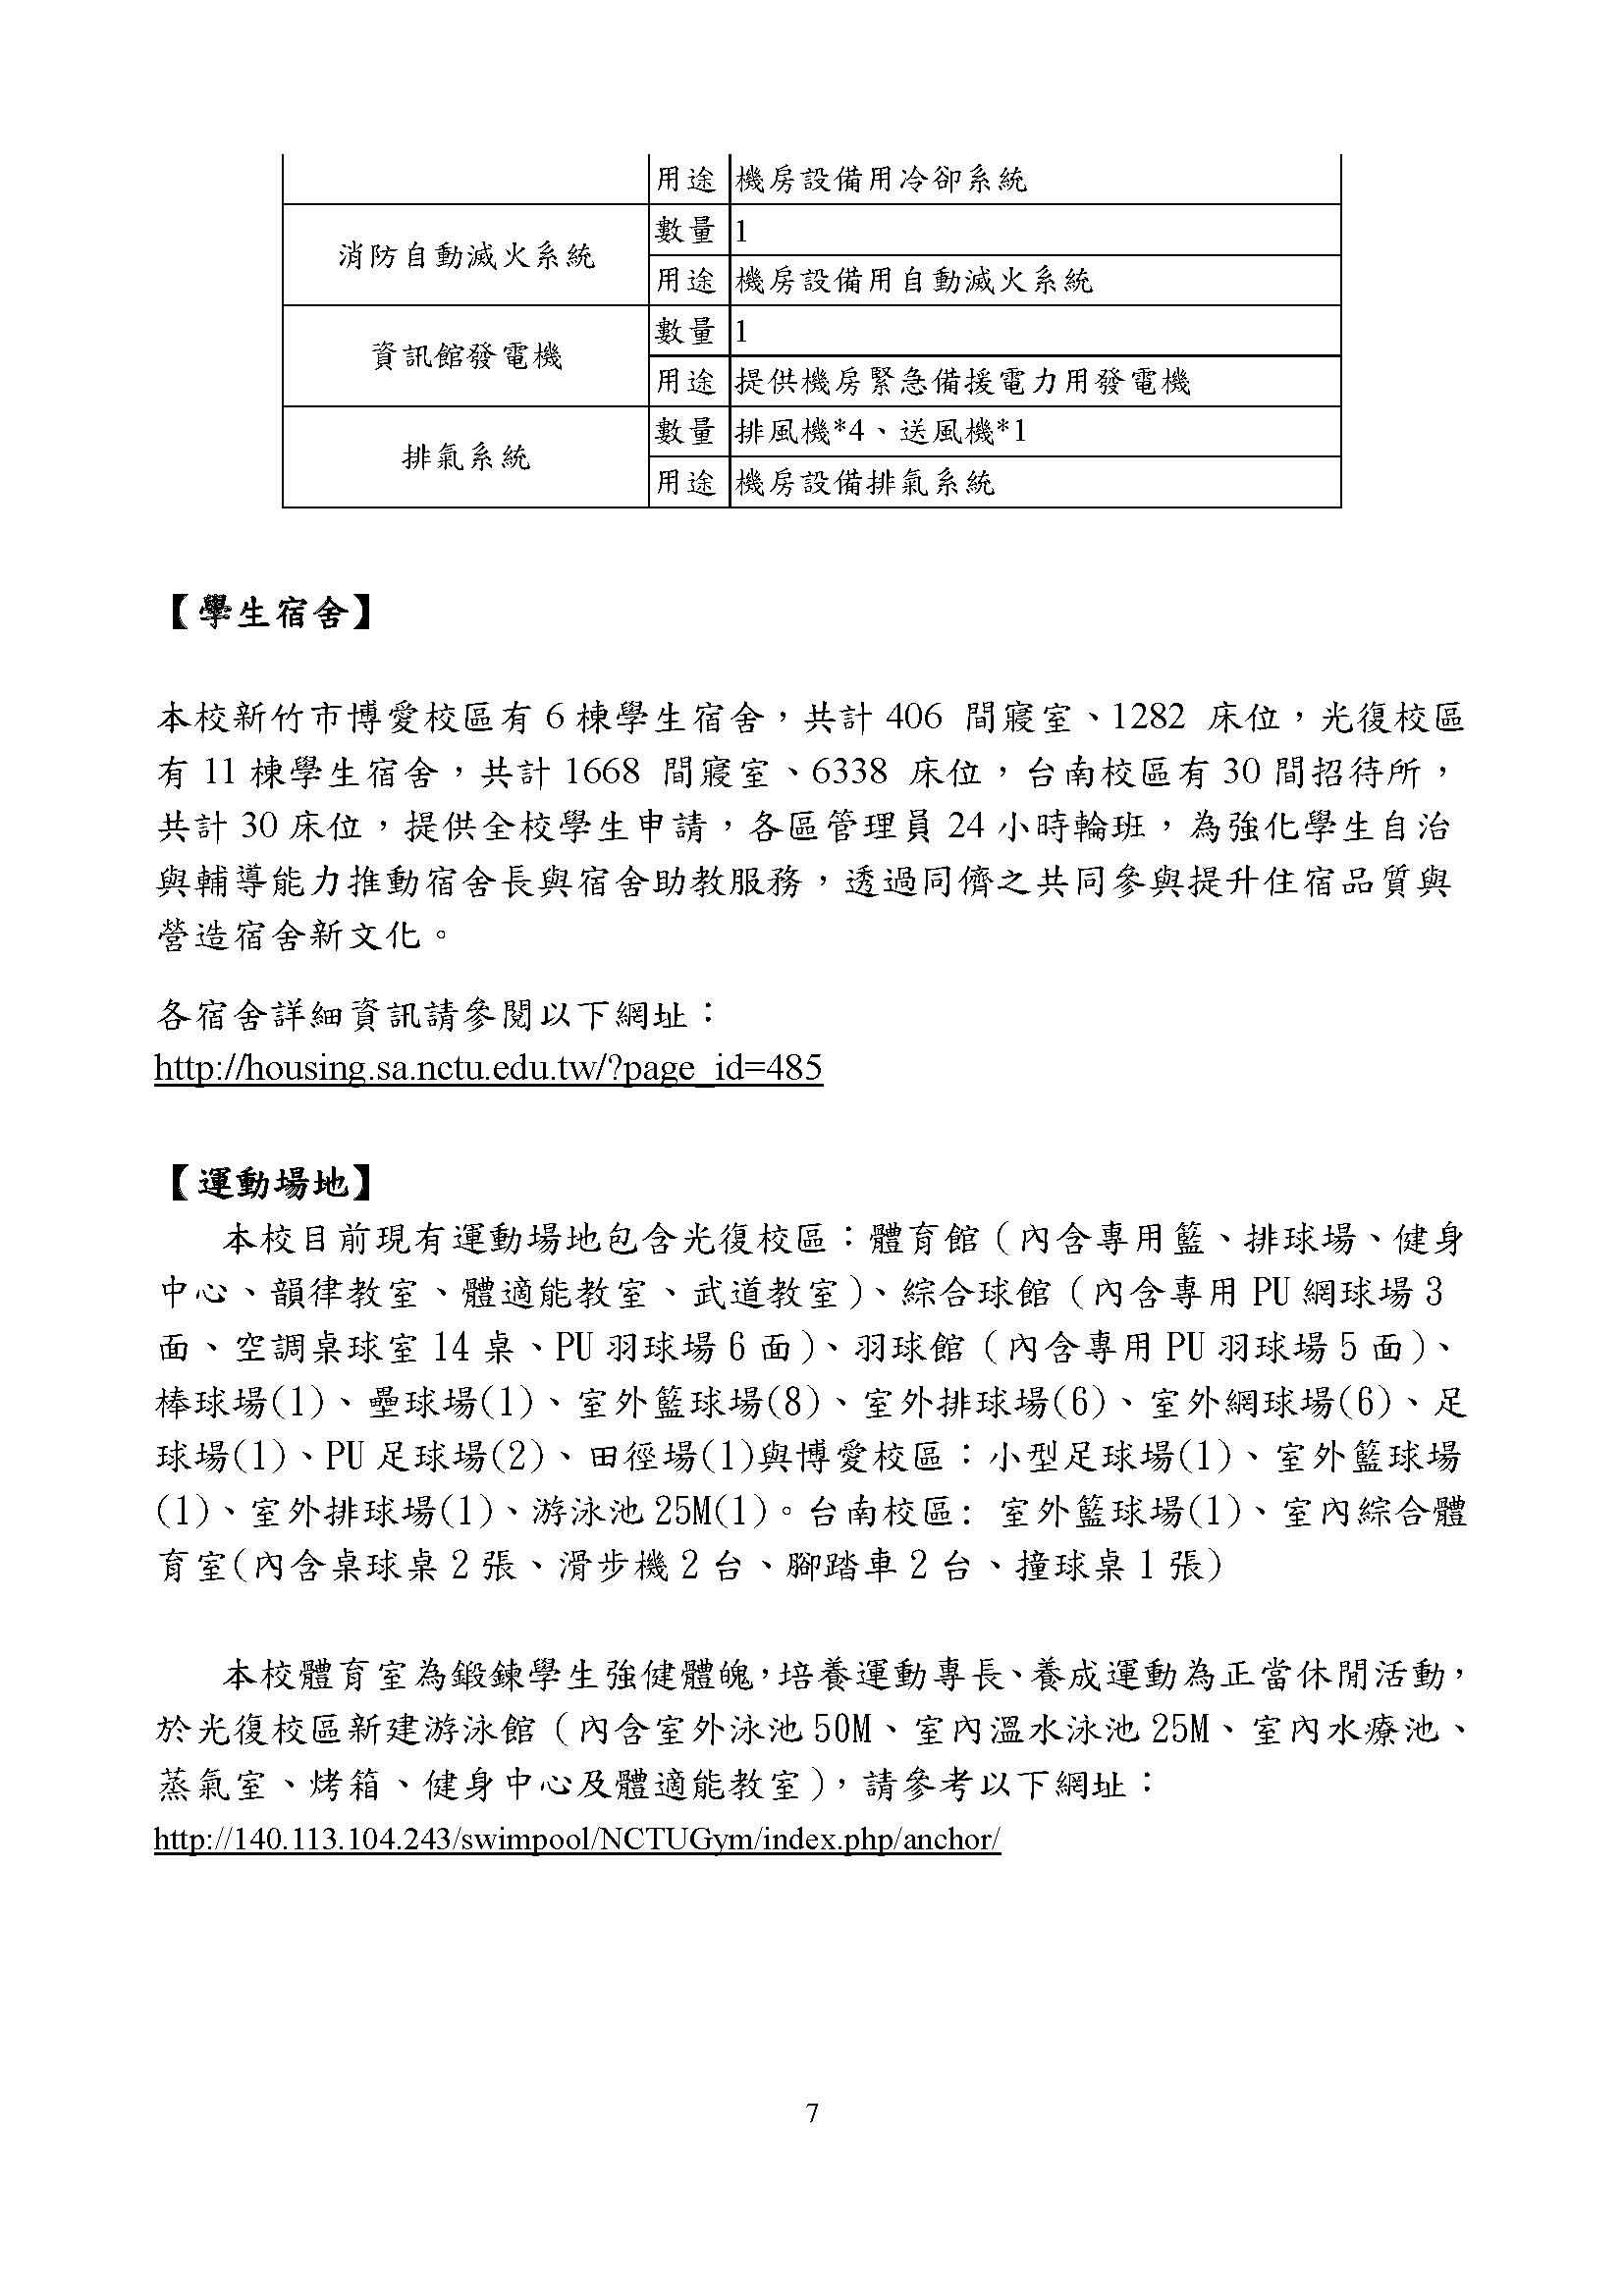 用途 機房設備用冷卻系統
消防自動滅火系統 數量 1
用途 機房設備用自動滅火系統
資訊館發電機 數量 1
用途 提供機房緊急備援電力用發電機
排氣系統 數量 排風機*4、送風機*1
用途 機房設備排氣系統
【學生宿舍】
本校新竹市博愛校區有 6 棟學生宿舍，共計 406 間寢室、1282 床位，光復校區
有 11 棟學生宿舍，共計 1668 間寢室、6338 床位，台南校區有 30 間招待所，
共計 30 床位，提供全校學生申請，各區管理員 24 小時輪班，為強化學生自治
與輔導能力推動宿舍長與宿舍助教服務，透過同儕之共同參與提升住宿品質與
營造宿舍新文化。
各宿舍詳細資訊請參閱以下網址：
http://housing.sa.nctu.edu.tw/?page_id=485
【運動場地】
本校目前現有運動場地包含光復校區：體育館（內含專用籃、排球場、健身
中心、韻律教室、體適能教室、武道教室）、綜合球館（內含專用 PU 網球場 3
面、空調桌球室 14 桌、PU 羽球場 6 面）、羽球館（內含專用 PU 羽球場 5 面）、
棒球場(1)、壘球場(1)、室外籃球場(8)、室外排球場(6)、室外網球場(6)、足
球場(1)、PU 足球場(2)、田徑場(1)與博愛校區：小型足球場(1)、室外籃球場
(1)、室外排球場(1)、游泳池 25M(1)。台南校區: 室外籃球場(1)、室內綜合體
育室(內含桌球桌 2 張、滑步機 2 台、腳踏車 2 台、撞球桌 1 張)
本校體育室為鍛鍊學生強健體魄，培養運動專長、養成運動為正當休閒活動，
於光復校區新建游泳館（內含室外泳池 50M、室內溫水泳池 25M、室內水療池、
蒸氣室、烤箱、健身中心及體適能教室），請參考以下網址：
http://140.113.104.243/swimpool/NCTUGym/index.php/anchor/
7